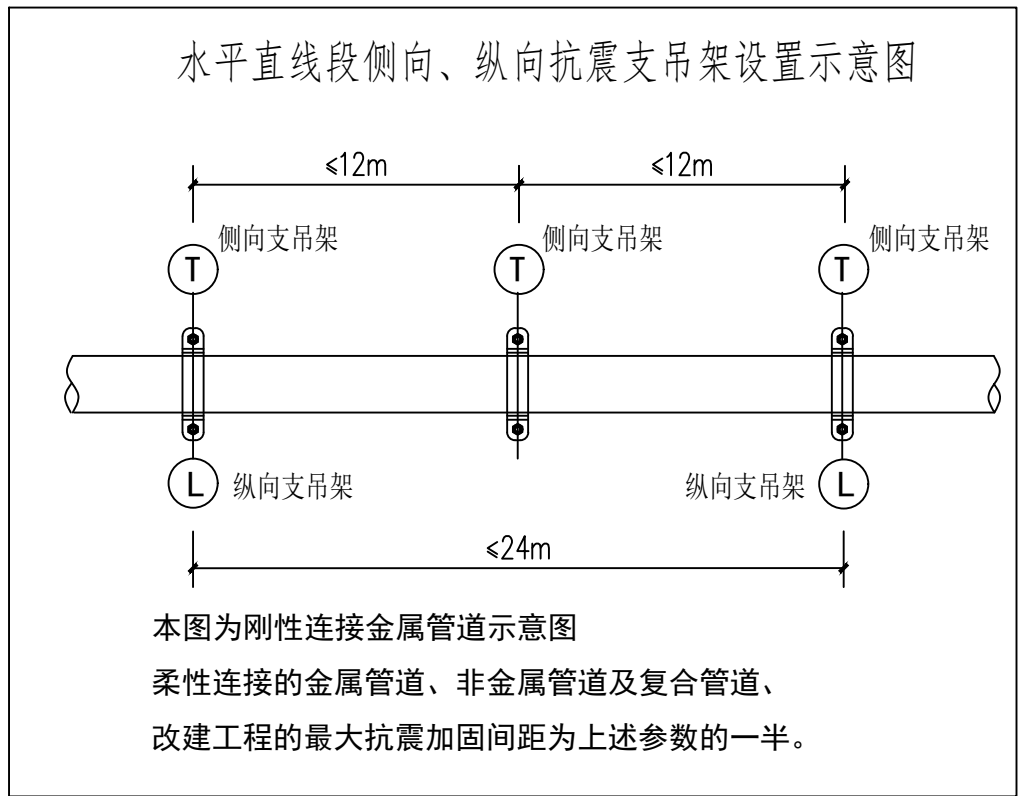 水平直线段侧向、纵向抗震支吊架设置示意图
≤12m
≤12m
侧向支吊架
侧向支吊架
侧向支吊架
T
T
T
L
纵向支吊架
纵向支吊架
L
≤24m
本图为刚性连接金属管道示意图
柔性连接的金属管道、非金属管道及复合管道、
改建工程的最大抗震加固间距为上述参数的一半。